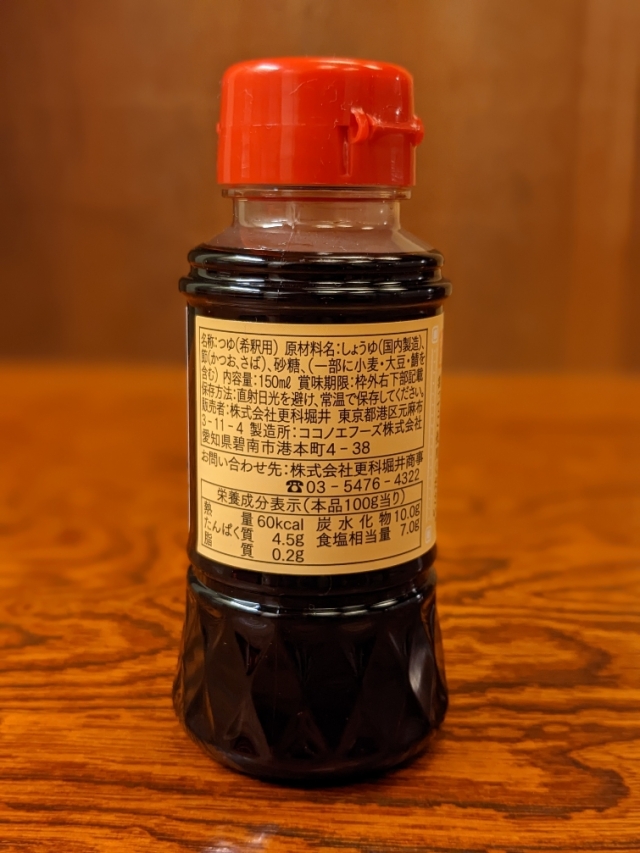 名称:つゆ(希釈用) 原材料名:しょうゆ(国内製造)、
節(かつお、さば)、砂糖、(一部に小麦・大豆・鯖を
含む) 内容量:150mℓ 賞味期限:枠外右下部記載
保存方法:直射日光を避け、常温で保存してください。
販売者:株式会社更科堀井 東京都港区元麻布
3-11-4 製造所:ココノエフーズ株式会社
愛知県碧南市港本町4-38
お問い合わせ先:株式会社更科堀井商事
☎03-5476-4322
栄養成分表示(本品100g当り)
熱量 60kcal 炭水化物 10.0g
たんぱく質 4.5g 食塩相当量 7.0g
脂質 0.2g